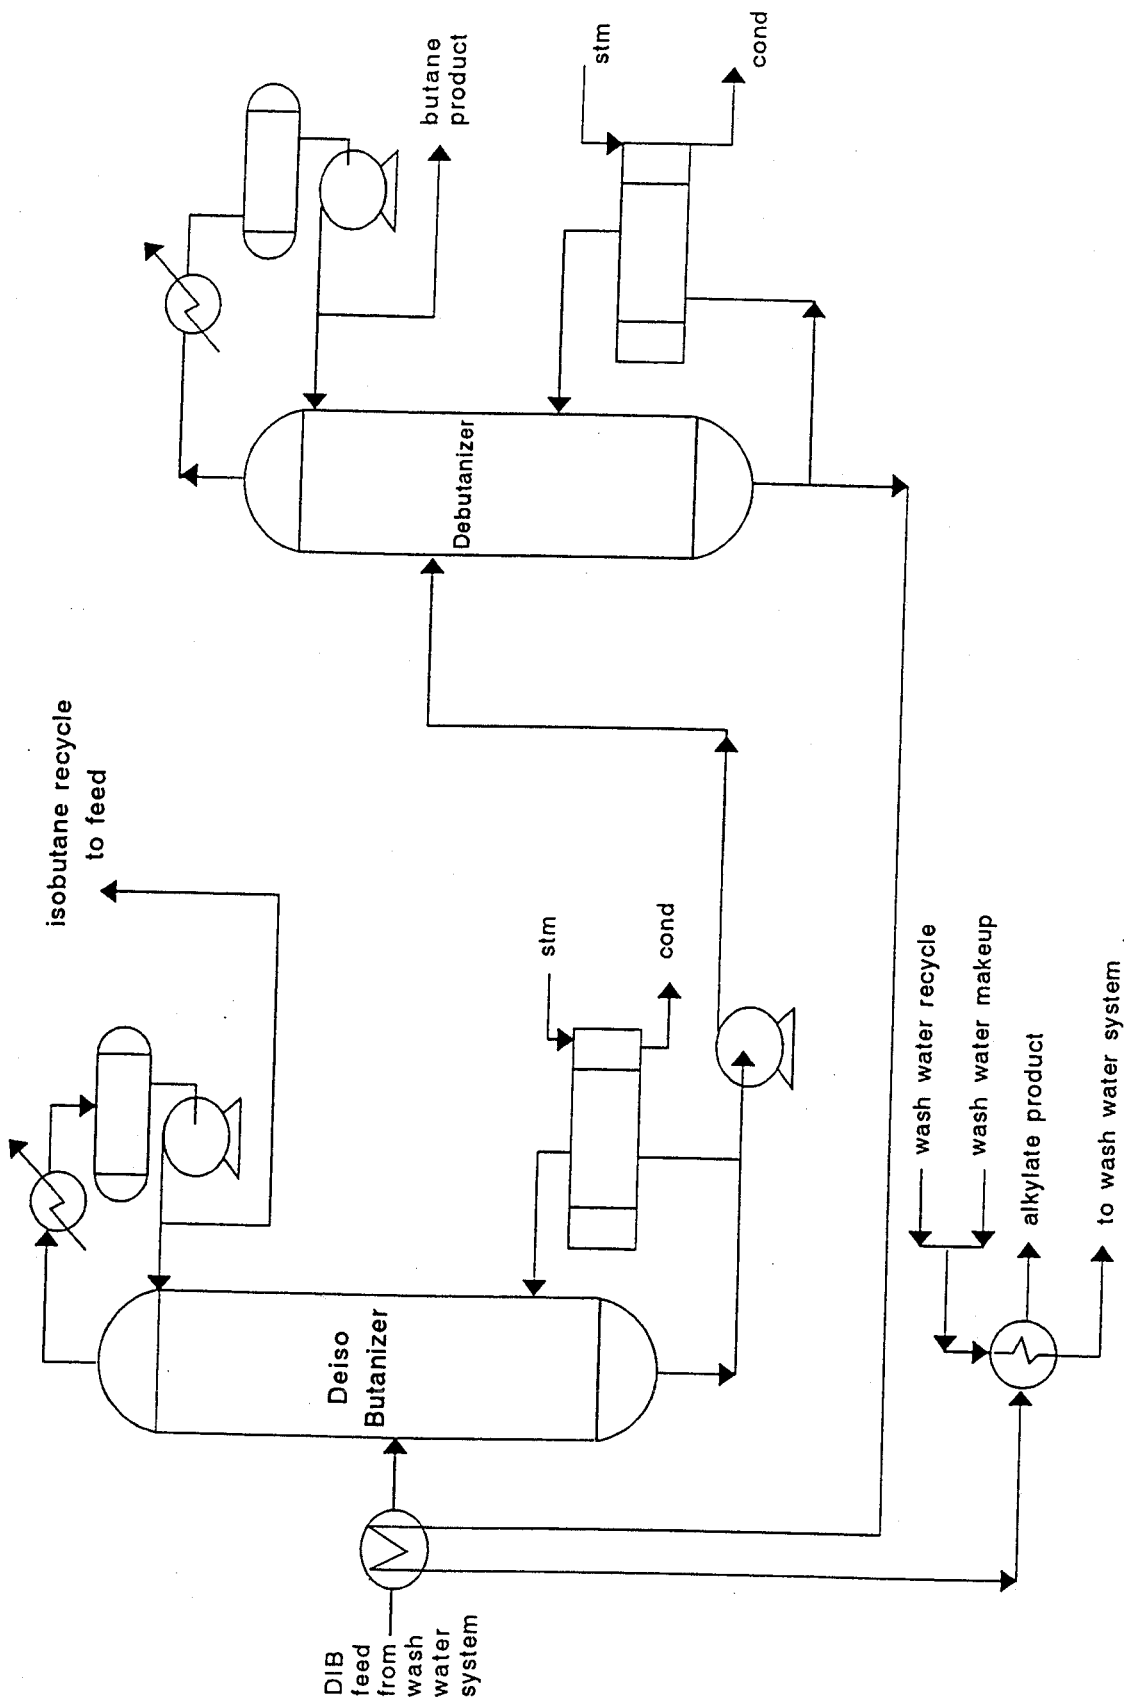 DIB
feed
from
wash
water
system
Deiso
Butanizer
isobutane recycle
to feed
stm
cond
Debutanizer
butane
product
stm
cond
wash water recycle
wash water makeup
alkylate product
to wash water system